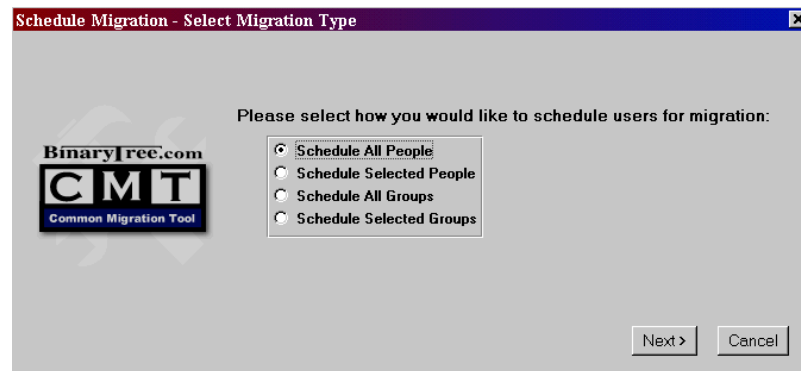 Schedule Migration - Select Migration Type
Please select how you would like to schedule users for migration:
BinaryTree.com
CMT
Common Migration Tool
Schedule All People
Schedule Selected People
Schedule All Groups
Schedule Selected Groups
Next >
Cancel